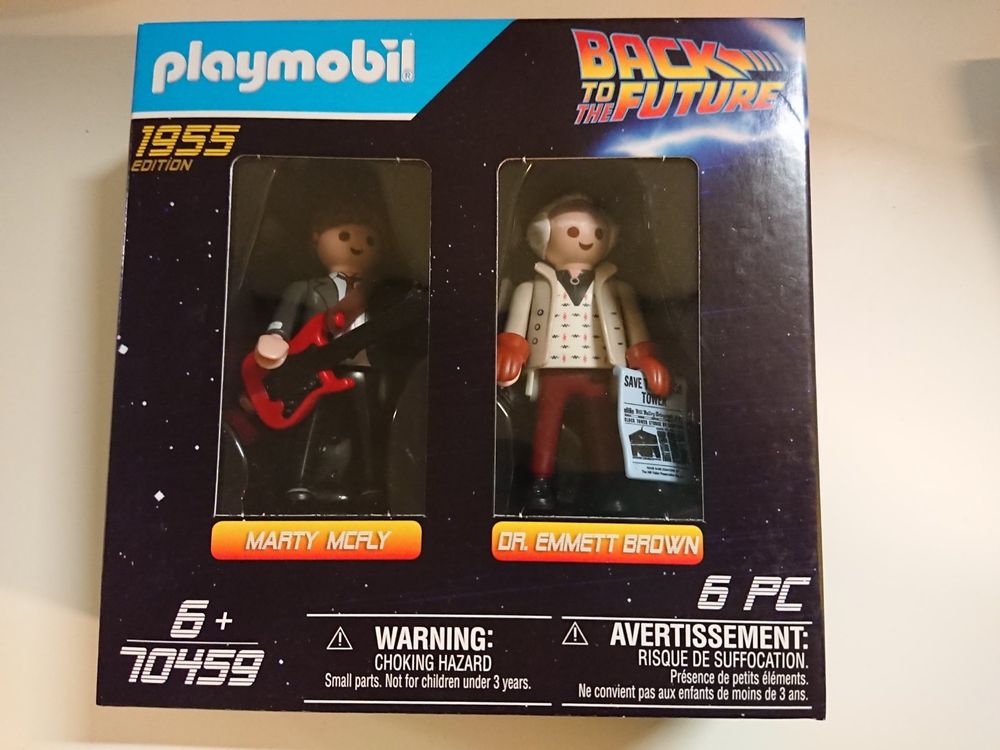 playmobil®
BACK
TO
THE FUTURE
1955
EDITION
SAVE
TOWER
MARTY MCFLY
DR. EMMETT BROWN
6 PC
6+
70459
WARNING:
CHOKING HAZARD
Small parts. Not for children under 3 years.
AVERTISSEMENT:
RISQUE DE SUFFOCATION.
Présence de petits éléments.
Ne convient pas aux enfants de moins de 3 ans.